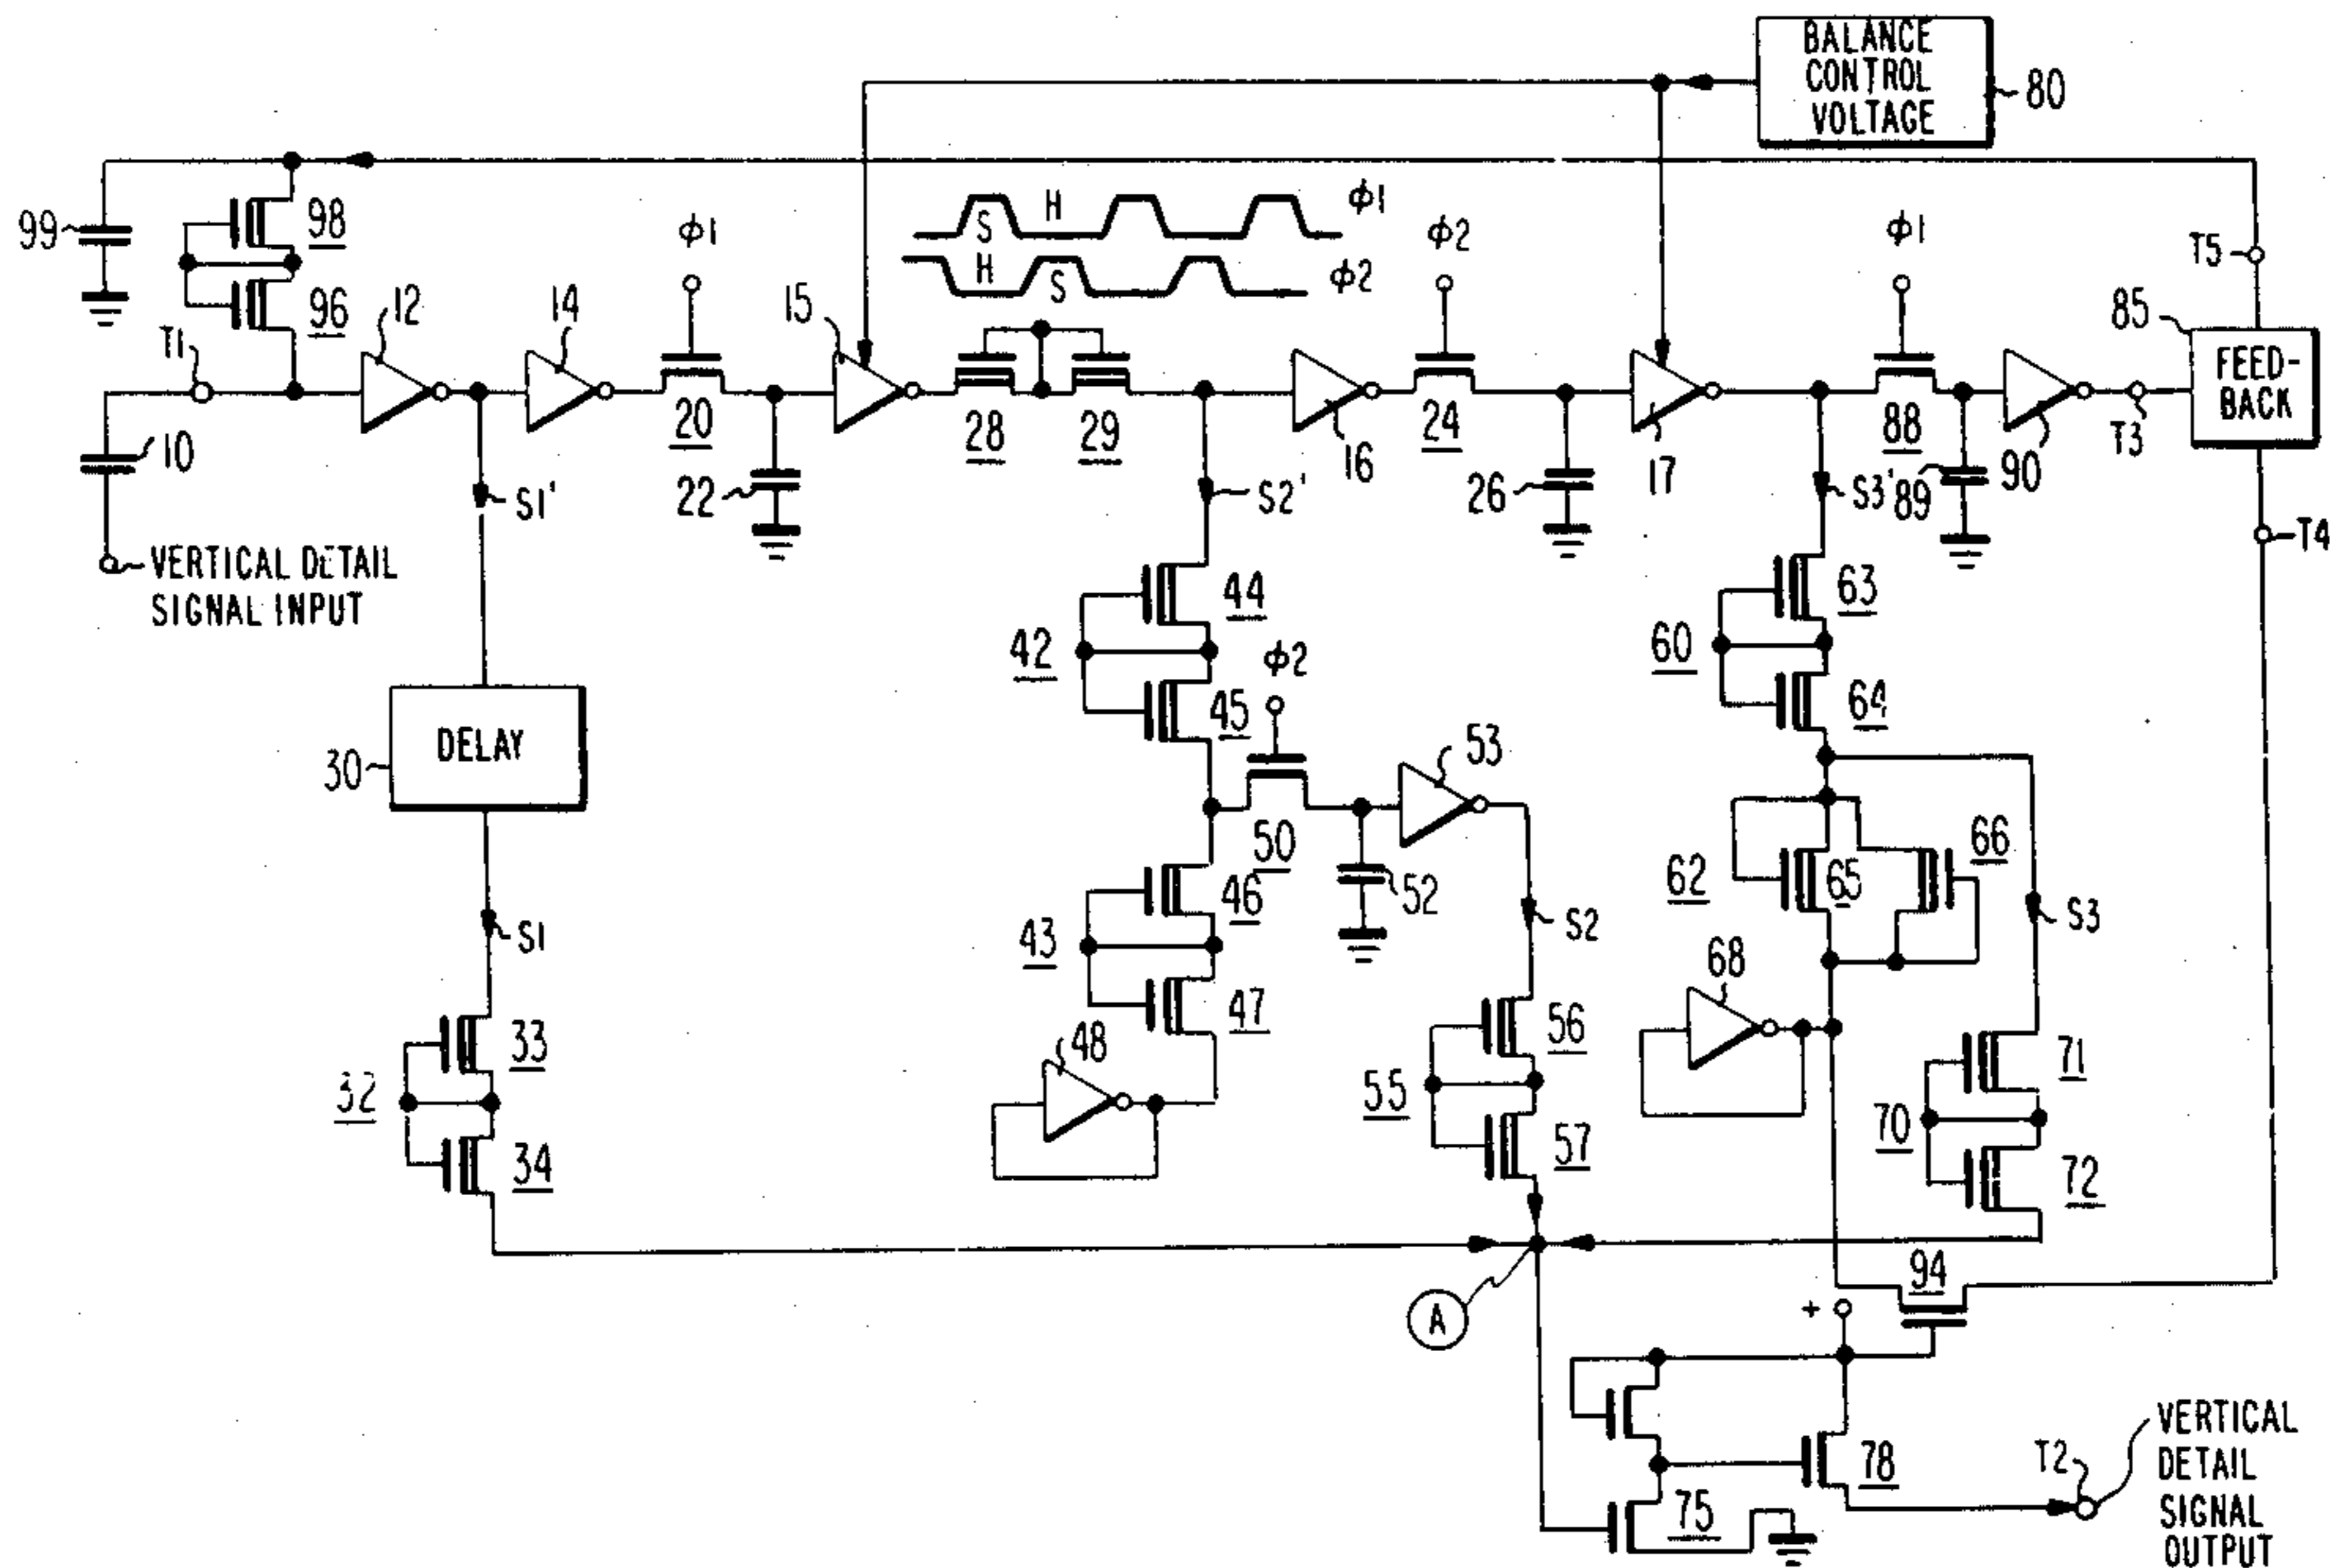 BALANCE
CONTROL
VOLTAGE
80
99
98
96
T1
12
14
φ1
S H
φ1
H S
φ2
φ2
φ1
T5
85
FEED-
BACK
15
10
20
22
28
29
16
24
26
17
88
89
90
T3
T4
S1'
S2'
S3'
VERTICAL DETAIL
SIGNAL INPUT
DELAY
30
42
44
45
φ2
50
53
52
60
63
64
62
65
66
S3
S1
43
46
47
48
S2
68
32
33
34
55
56
57
70
71
72
A
94
+
75
78
T2
VERTICAL
DETAIL
SIGNAL
OUTPUT